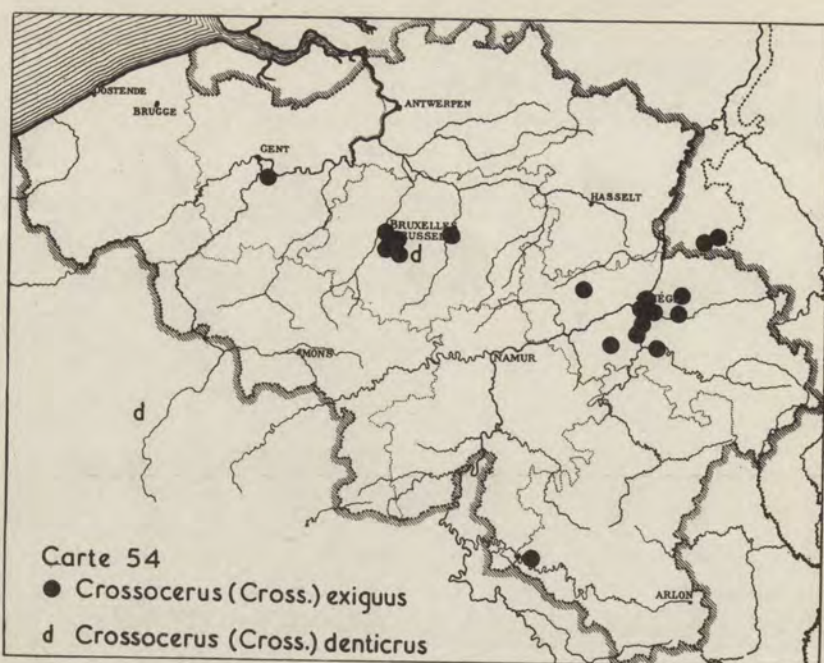 OOSTENDE
BRUGGE
ANTWERPEN
GENT
HASSELT
BRUXELLES
BRUSSEL
d
MONS
NAMUR
d
ARLON
Carte 54
● Crossocerus (Cross.) exiguus
d Crossocerus (Cross.) denticrus